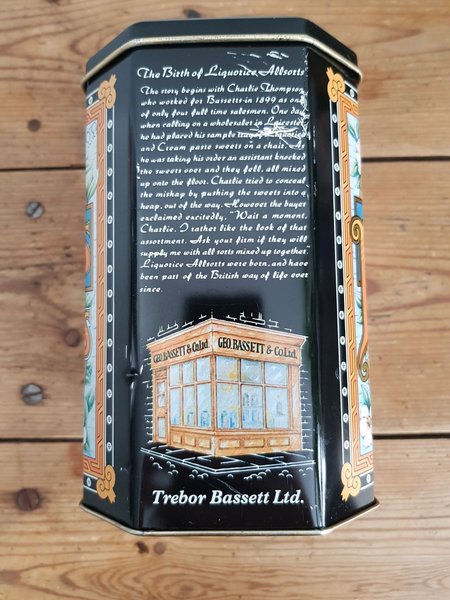 The Birth of Liquorice Allsorts
The story begins with Charlie Thompson
who worked for Bassetts in 1899 as one
of only four full time salesmen. One day
when calling on a wholesaler in Leicester
he had placed his sample tray of
and Cream paste sweets on a chair. As
he was taking his order an assistant knocked
the sweets over and they fell, all mixed
up onto the floor. Charlie tried to conceal
the mishap by pushing the sweets into a
heap, out of the way. However the buyer
exclaimed excitedly, "Wait a moment,
Charlie. I rather like the look of that
assortment. Ask your firm if they will
supply me with all sorts mixed up together."
Liquorice Allsorts were born, and have
been part of the British way of life ever
since.
GEO. BASSETT & Co. Ltd.
GEO. BASSETT & Co. Ltd.
Trebor Bassett Ltd.